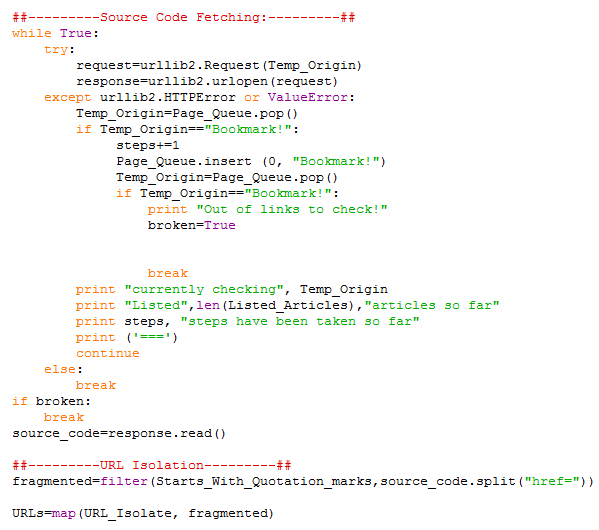 ##---------Source Code Fetching:---------##
while True:
    try:
        request=urllib2.Request(Temp_Origin)
        response=urllib2.urlopen(request)
    except urllib2.HTTPError or ValueError:
        Temp_Origin=Page_Queue.pop()
        if Temp_Origin=="Bookmark!":
             steps+=1
             Page_Queue.insert (0, "Bookmark!")
             Temp_Origin=Page_Queue.pop()
             if Temp_Origin=="Bookmark!":
                 print "Out of links to check!"
                 broken=True
                 break
        print "currently checking", Temp_Origin
        print "Listed",len(Listed_Articles),"articles so far"
        print steps, "steps have been taken so far"
        print ('===')
        continue
    else:
        break
if broken:
    break
source_code=response.read()
##---------URL Isolation---------##
fragmented=filter(Starts_With_Quotation_marks,source_code.split("href="))
URLs=map(URL_Isolate, fragmented)